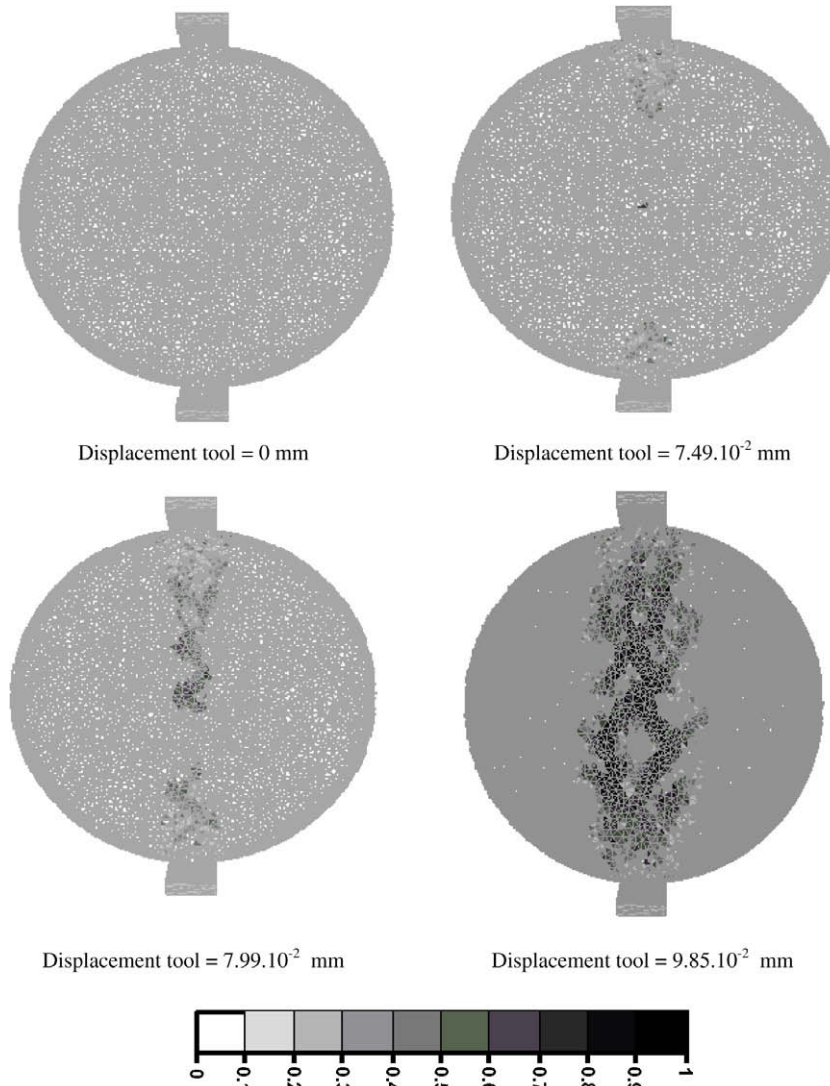 Displacement tool = 0 mm
Displacement tool = 7.49.10⁻² mm
Displacement tool = 7.99.10⁻² mm
Displacement tool = 9.85.10⁻² mm
0
1